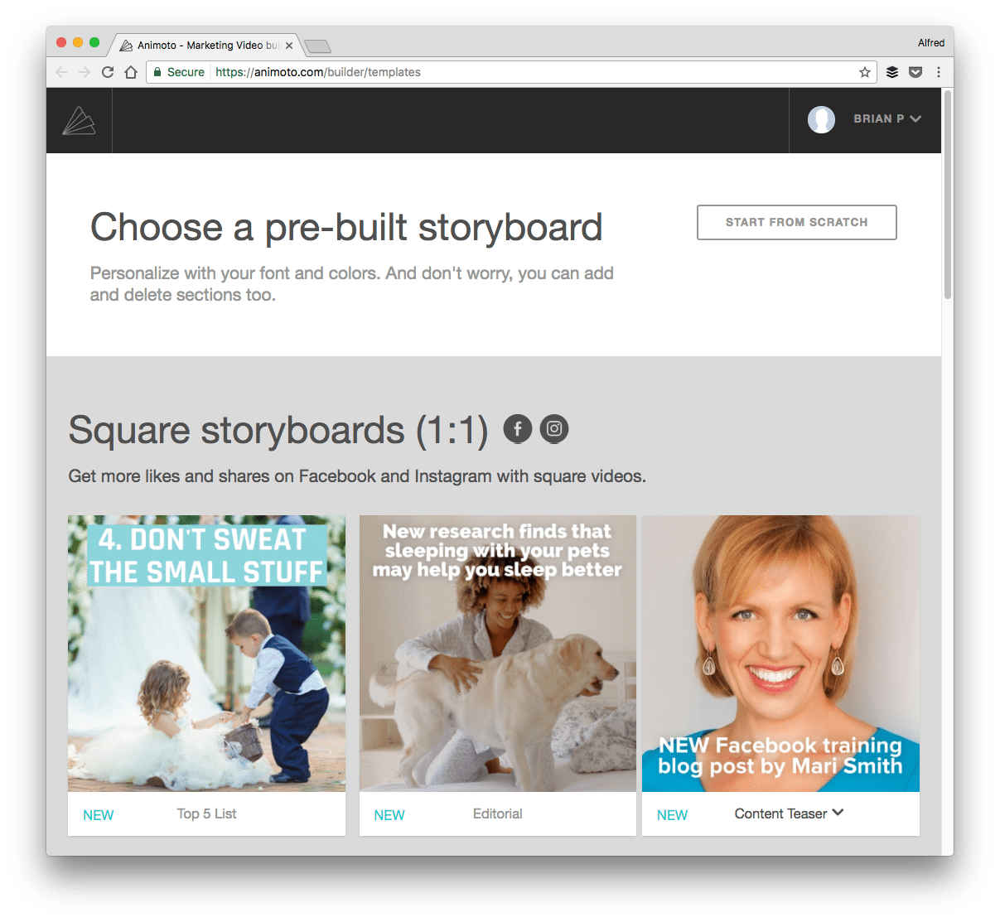 Animoto - Marketing Video bui
Alfred
Secure
https://animoto.com/builder/templates
BRIAN P
Choose a pre-built storyboard
START FROM SCRATCH
Personalize with your font and colors. And don't worry, you can add
and delete sections too.
Square storyboards (1:1)
Get more likes and shares on Facebook and Instagram with square videos.
4. DON'T SWEAT
THE SMALL STUFF
New research finds that
sleeping with your pets
may help you sleep better
NEW Facebook training
blog post by Mari Smith
NEW
Top 5 List
NEW
Editorial
NEW
Content Teaser